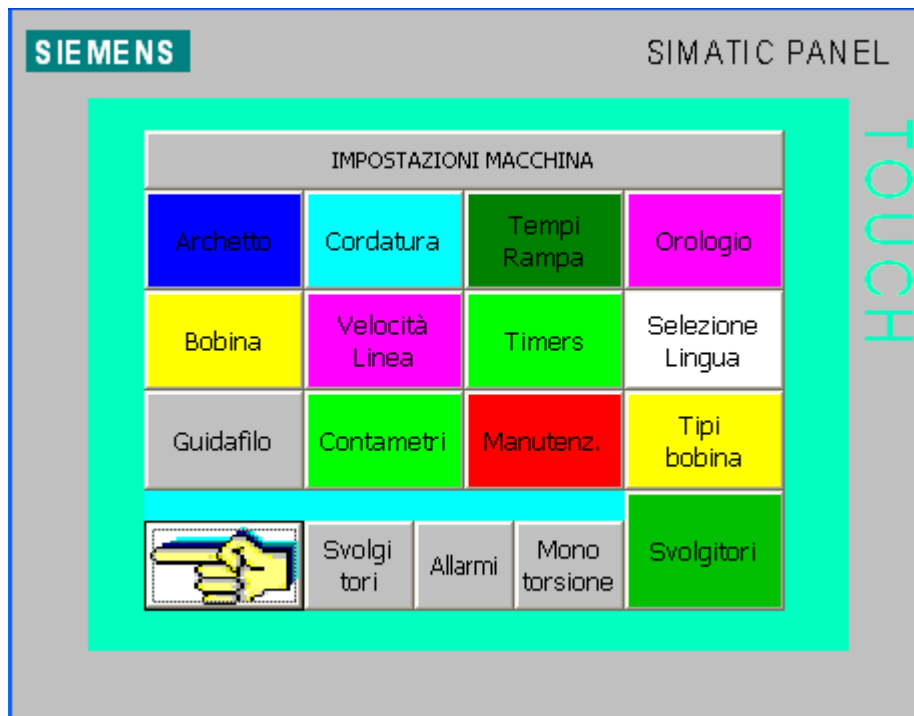 SIEMENS
SIMATIC PANEL
TOUCH
IMPOSTAZIONI MACCHINA
Archetto
Cordatura
Tempi
Rampa
Orologio
Bobina
Velocità
Linea
Timers
Selezione
Lingua
Guidafilo
Contametri
Manutenz.
Tipi
bobina
Svolgi
tori
Allarmi
Mono
torsione
Svolgitori